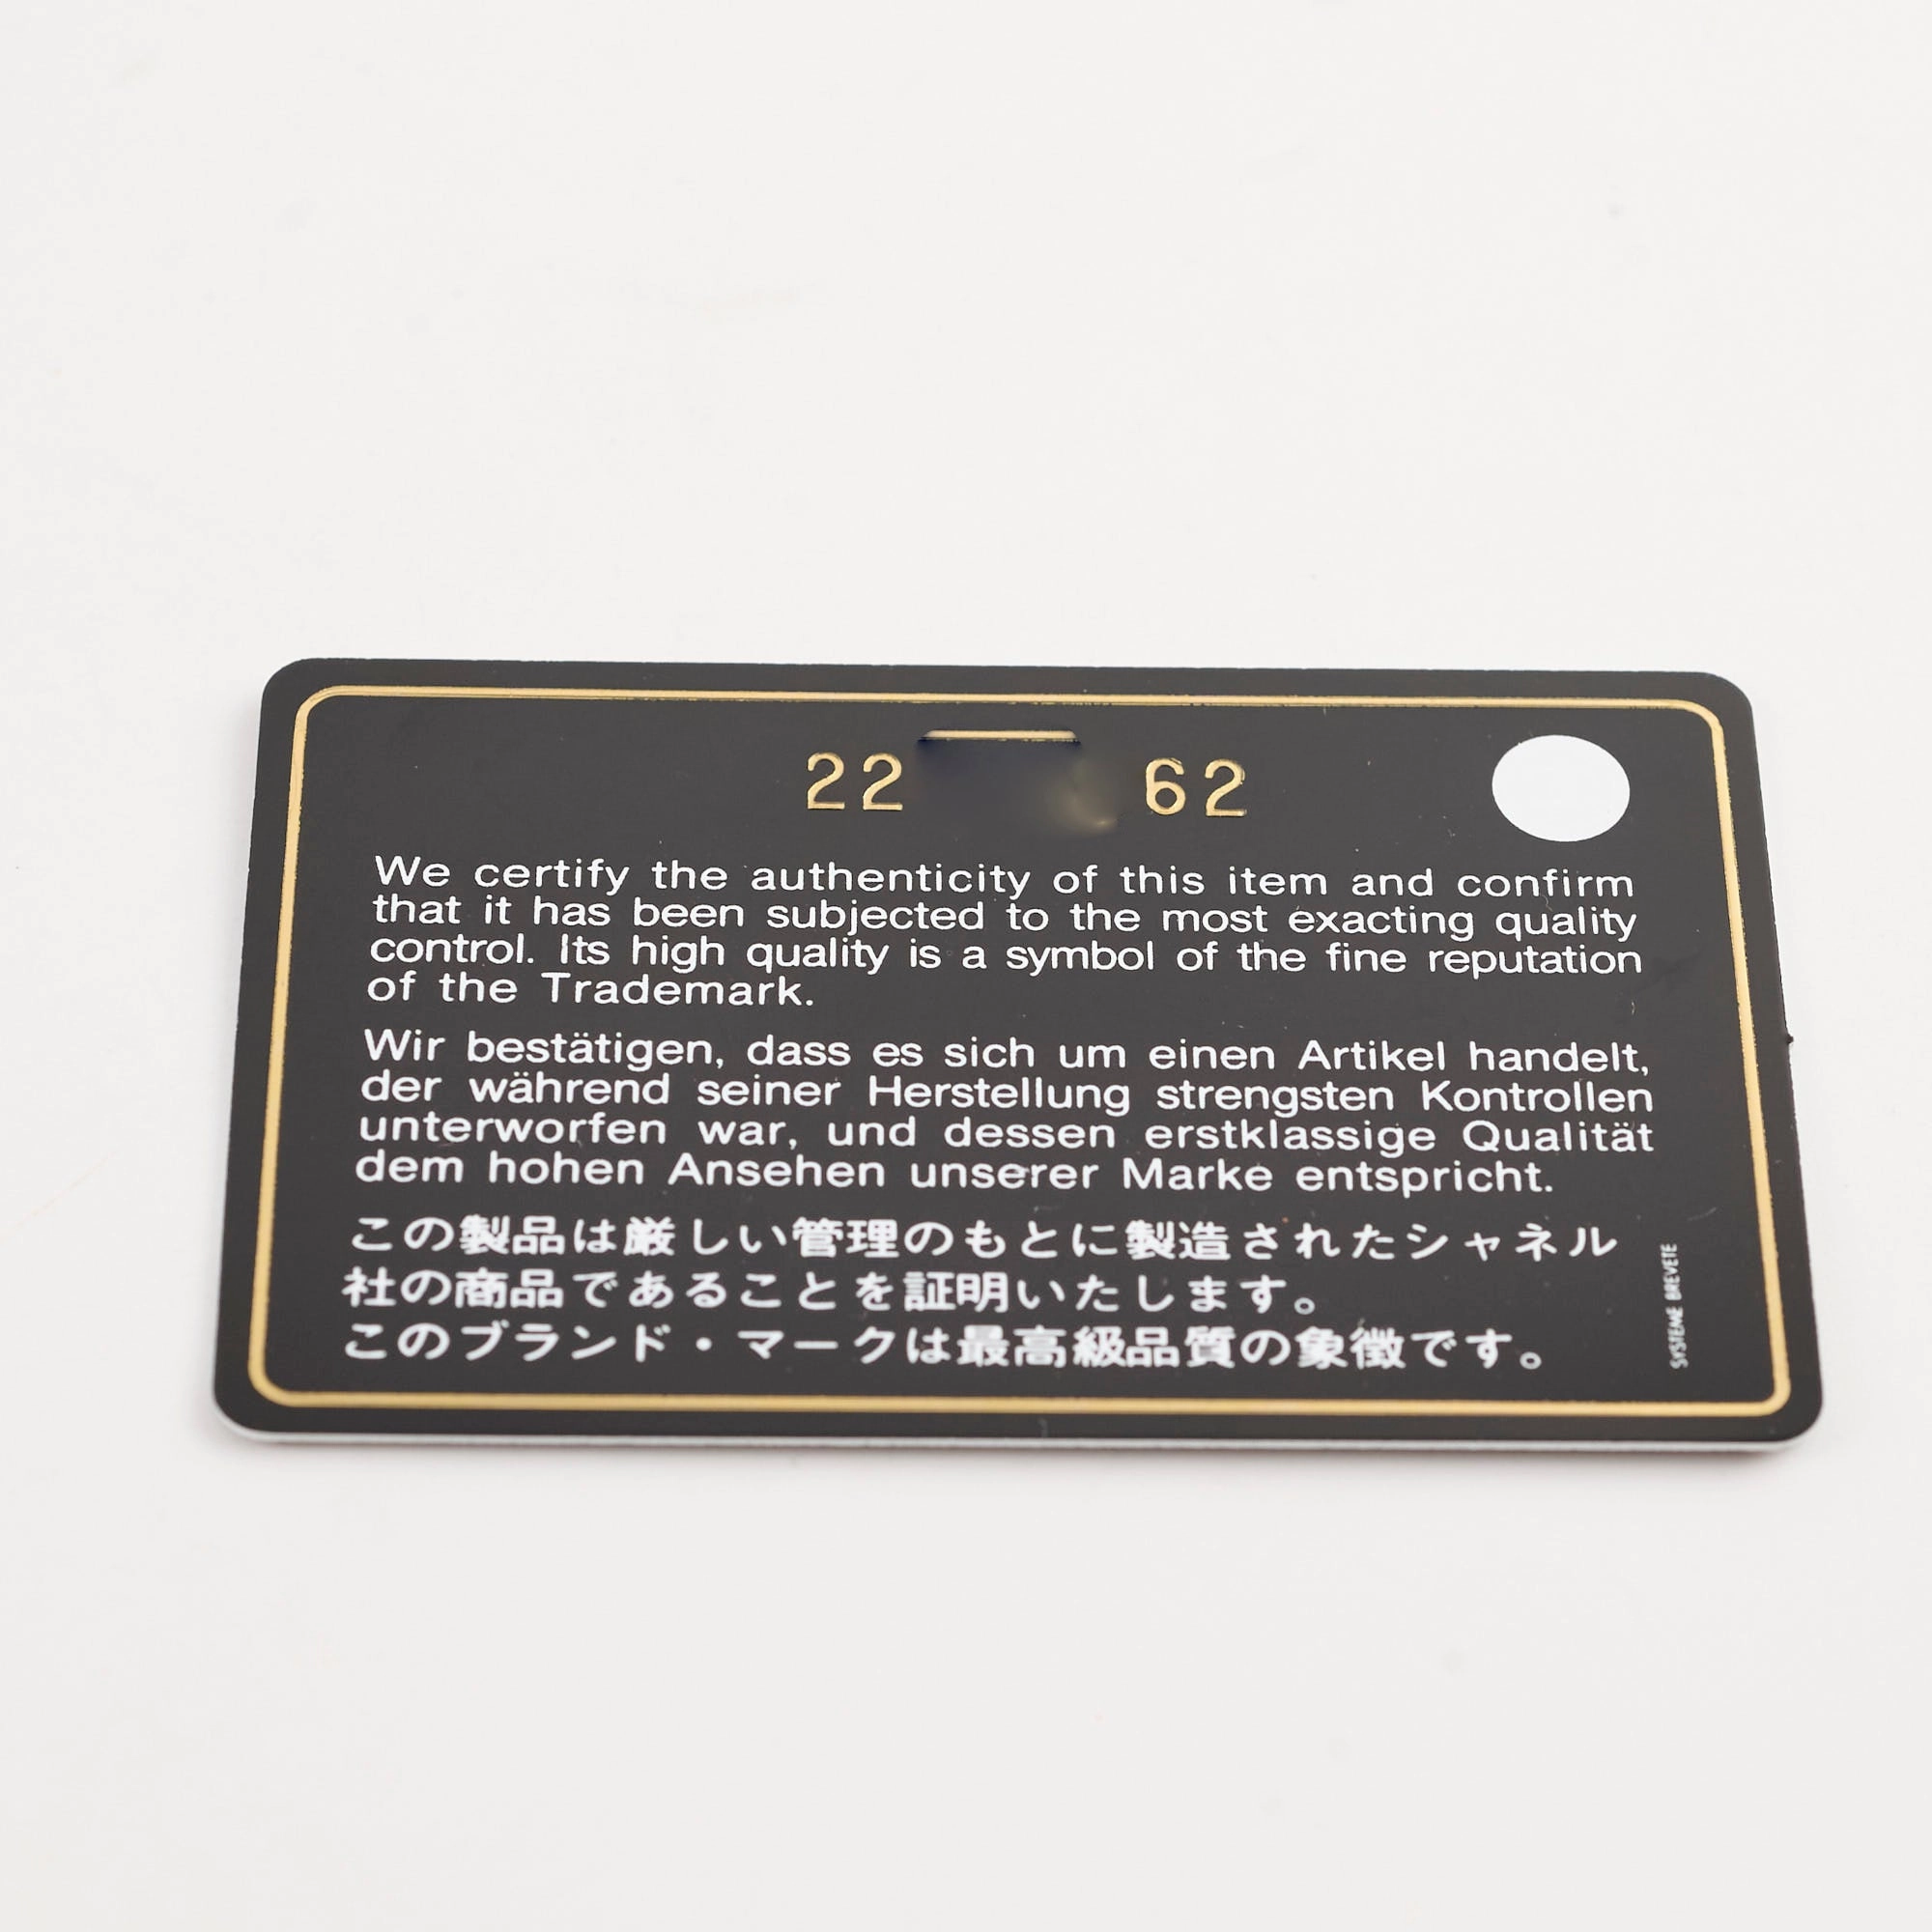 22 62
We certify the authenticity of this item and confirm
that it has been subjected to the most exacting quality
control. Its high quality is a symbol of the fine reputation
of the Trademark.
Wir bestätigen, dass es sich um einen Artikel handelt,
der während seiner Herstellung strengsten Kontrollen
unterworfen war, und dessen erstklassige Qualität
dem hohen Ansehen unserer Marke entspricht.
この製品は厳しい管理のもとに製造されたシャネル
社の商品であることを証明いたします。
このブランド・マークは最高級品質の象徴です。
SYSTEME BREVETE